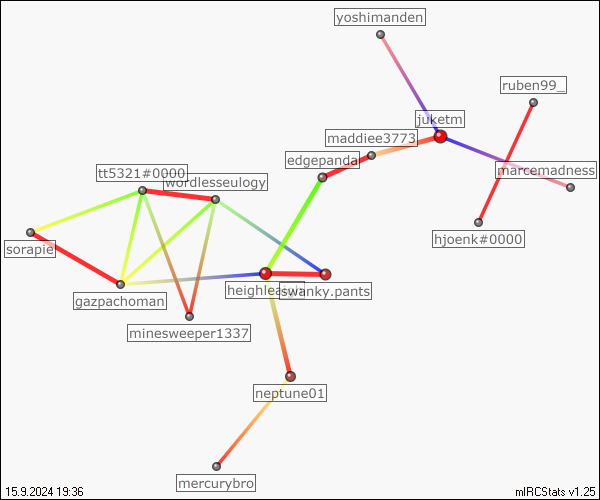 yoshimanden
ruben99_
juketm
maddiee3773
edgepanda
marcemadness
tt5321#0000
wordlesseulogy
hjoenk#0000
sorapie
gazpachoman
swanky.pants
minesweeper1337
neptune01
mercurybro
15.9.2024 19:36
mIRCStats v1.25